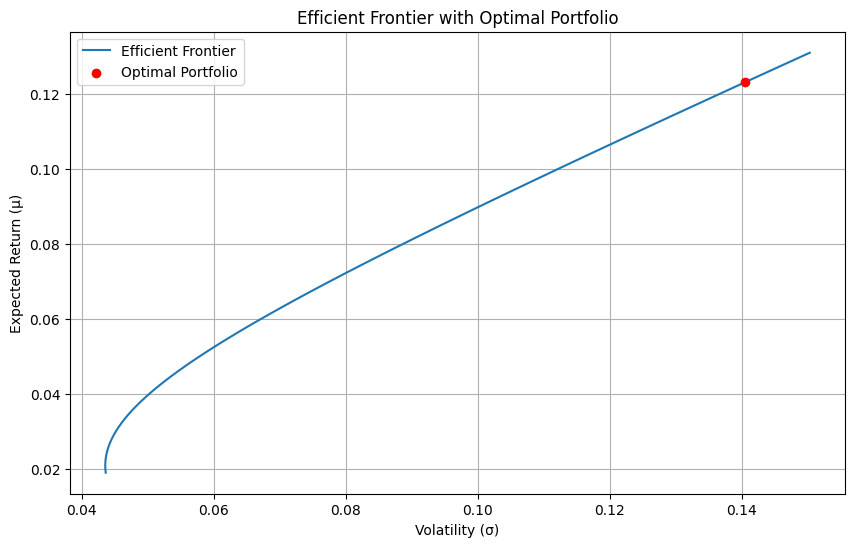 Efficient Frontier with Optimal Portfolio
Efficient Frontier
Optimal Portfolio
Expected Return (μ)
0.12
0.10
0.08
0.06
0.04
0.02
0.04 0.06 0.08 0.10 0.12 0.14
Volatility (σ)